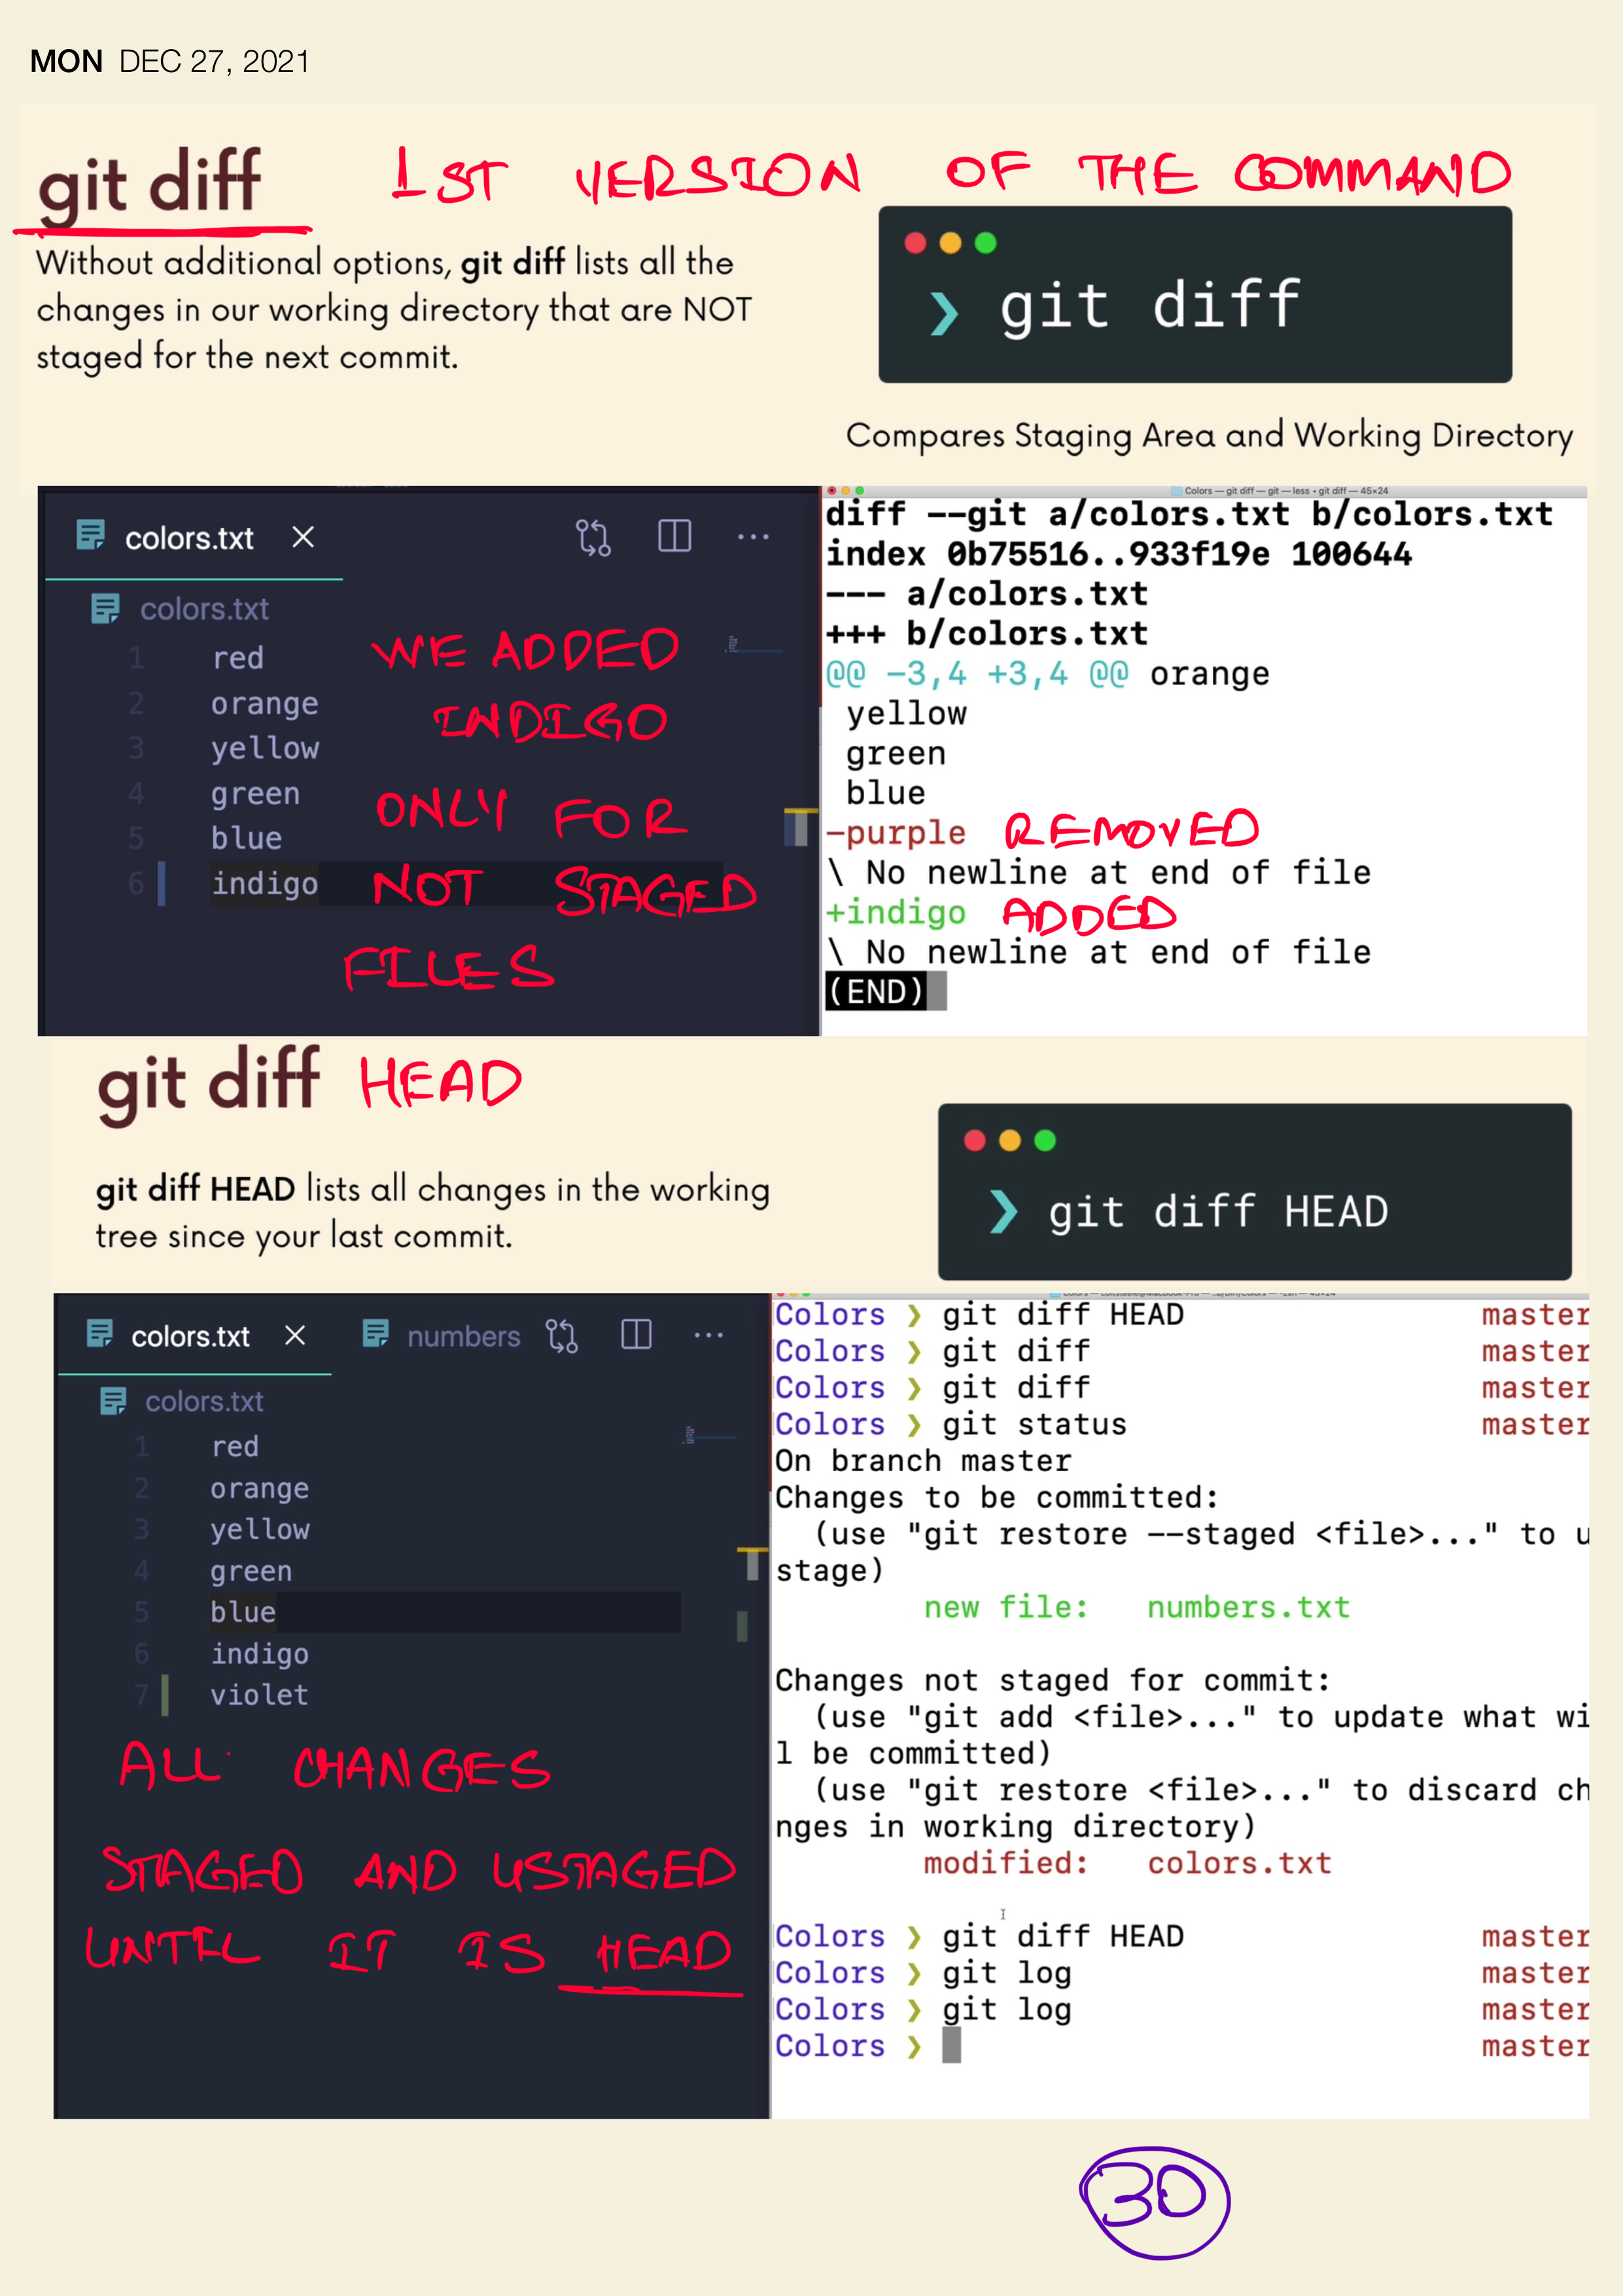 MON DEC 27, 2021
git diff 1ST VERSION OF THE COMMAND
Without additional options, git diff lists all the
changes in our working directory that are NOT
staged for the next commit.
❯ git diff
Compares Staging Area and Working Directory
colors.txt ×
colors.txt
1 red
2 orange
3 yellow
4 green
5 blue
6 indigo
WE ADDED
INDIGO
ONLY FOR
NOT STAGED
FILES
Colors — git diff — git — less • git diff — 45×24
diff --git a/colors.txt b/colors.txt
index 0b75516..933f19e 100644
--- a/colors.txt
+++ b/colors.txt
@@ -3,4 +3,4 @@ orange
yellow
green
blue
-purple REMOVED
\ No newline at end of file
+indigo ADDED
\ No newline at end of file
(END)
git diff HEAD
git diff HEAD lists all changes in the working
tree since your last commit.
❯ git diff HEAD
colors.txt × numbers
colors.txt
1 red
2 orange
3 yellow
4 green
5 blue
6 indigo
7 violet
ALL CHANGES
STAGED AND USTAGED
UNTIL IT IS HEAD
Colors ❯ git diff HEAD master
Colors ❯ git diff master
Colors ❯ git diff master
Colors ❯ git status master
On branch master
Changes to be committed:
(use "git restore --staged <file>..." to u
stage)
new file: numbers.txt
Changes not staged for commit:
(use "git add <file>..." to update what wi
l be committed)
(use "git restore <file>..." to discard ch
nges in working directory)
modified: colors.txt
Colors ❯ git diff HEAD master
Colors ❯ git log master
Colors ❯ git log master
Colors ❯ master
30